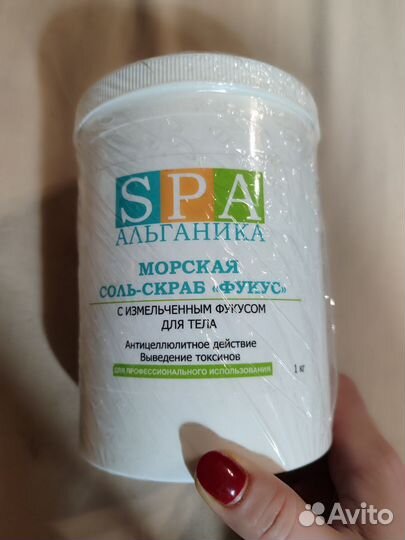 SPA
АЛЬГАНИКА
МОРСКАЯ
СОЛЬ-СКРАБ «ФУКУС»
С ИЗМЕЛЬЧЕННЫМ ФУКУСОМ
ДЛЯ ТЕЛА
Антицеллюлитное действие
Выведение токсинов
ДЛЯ ПРОФЕССИОНАЛЬНОГО ИСПОЛЬЗОВАНИЯ
1 кг
Avito